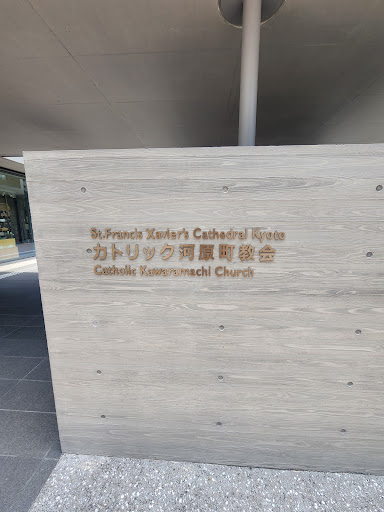 St.Francis Xavier's Cathedral Kyoto
カトリック河原町教会
Catholic Kawaramachi Church